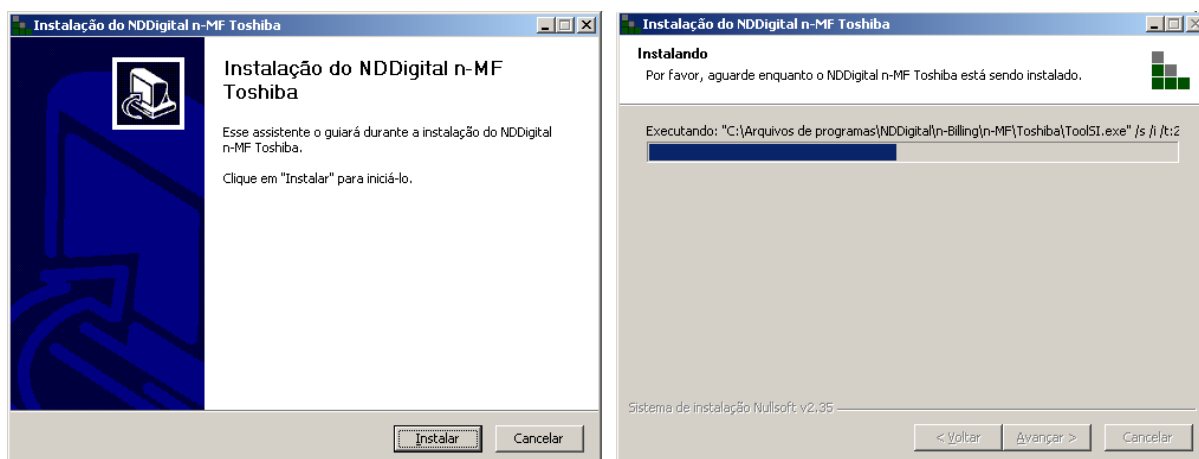 Instalação do NDDigital n-MF Toshiba
Instalação do NDDigital n-MF
Toshiba
Esse assistente o guiará durante a instalação do NDDigital
n-MF Toshiba.
Clique em "Instalar" para iniciá-lo.
Instalar
Cancelar
Instalação do NDDigital n-MF Toshiba
Instalando
Por favor, aguarde enquanto o NDDigital n-MF Toshiba está sendo instalado.
Executando: "C:\Arquivos de programas\NDDigital\n-Billing\n-MF\Toshiba\ToolSI.exe" /s /i /t:2
Sistema de instalação Nullsoft v2.35
< Voltar
Avançar >
Cancelar